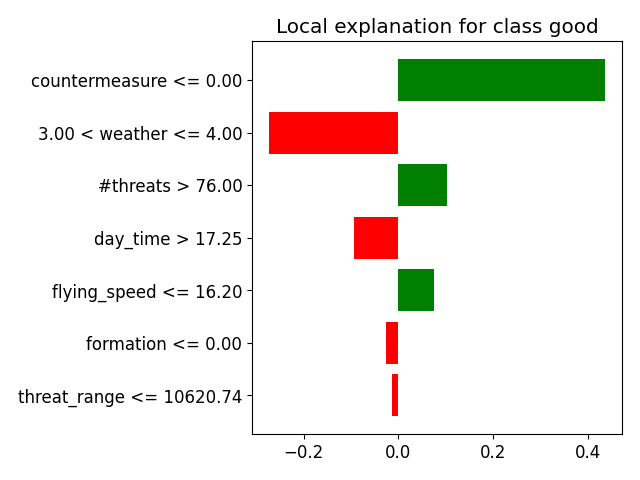 Local explanation for class good
countermeasure <= 0.00
3.00 < weather <= 4.00
#threats > 76.00
day_time > 17.25
flying_speed <= 16.20
formation <= 0.00
threat_range <= 10620.74
−0.2 0.0 0.2 0.4